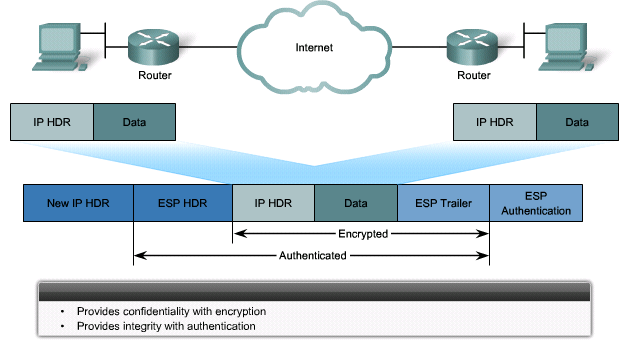 Internet
Router
Router
IP HDR
Data
IP HDR
Data
New IP HDR
ESP HDR
IP HDR
Data
ESP Trailer
ESP
Authentication
Encrypted
Authenticated
• Provides confidentiality with encryption
• Provides integrity with authentication